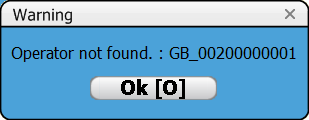 Warning
Operator not found. : GB_00200000001
Ok [O]